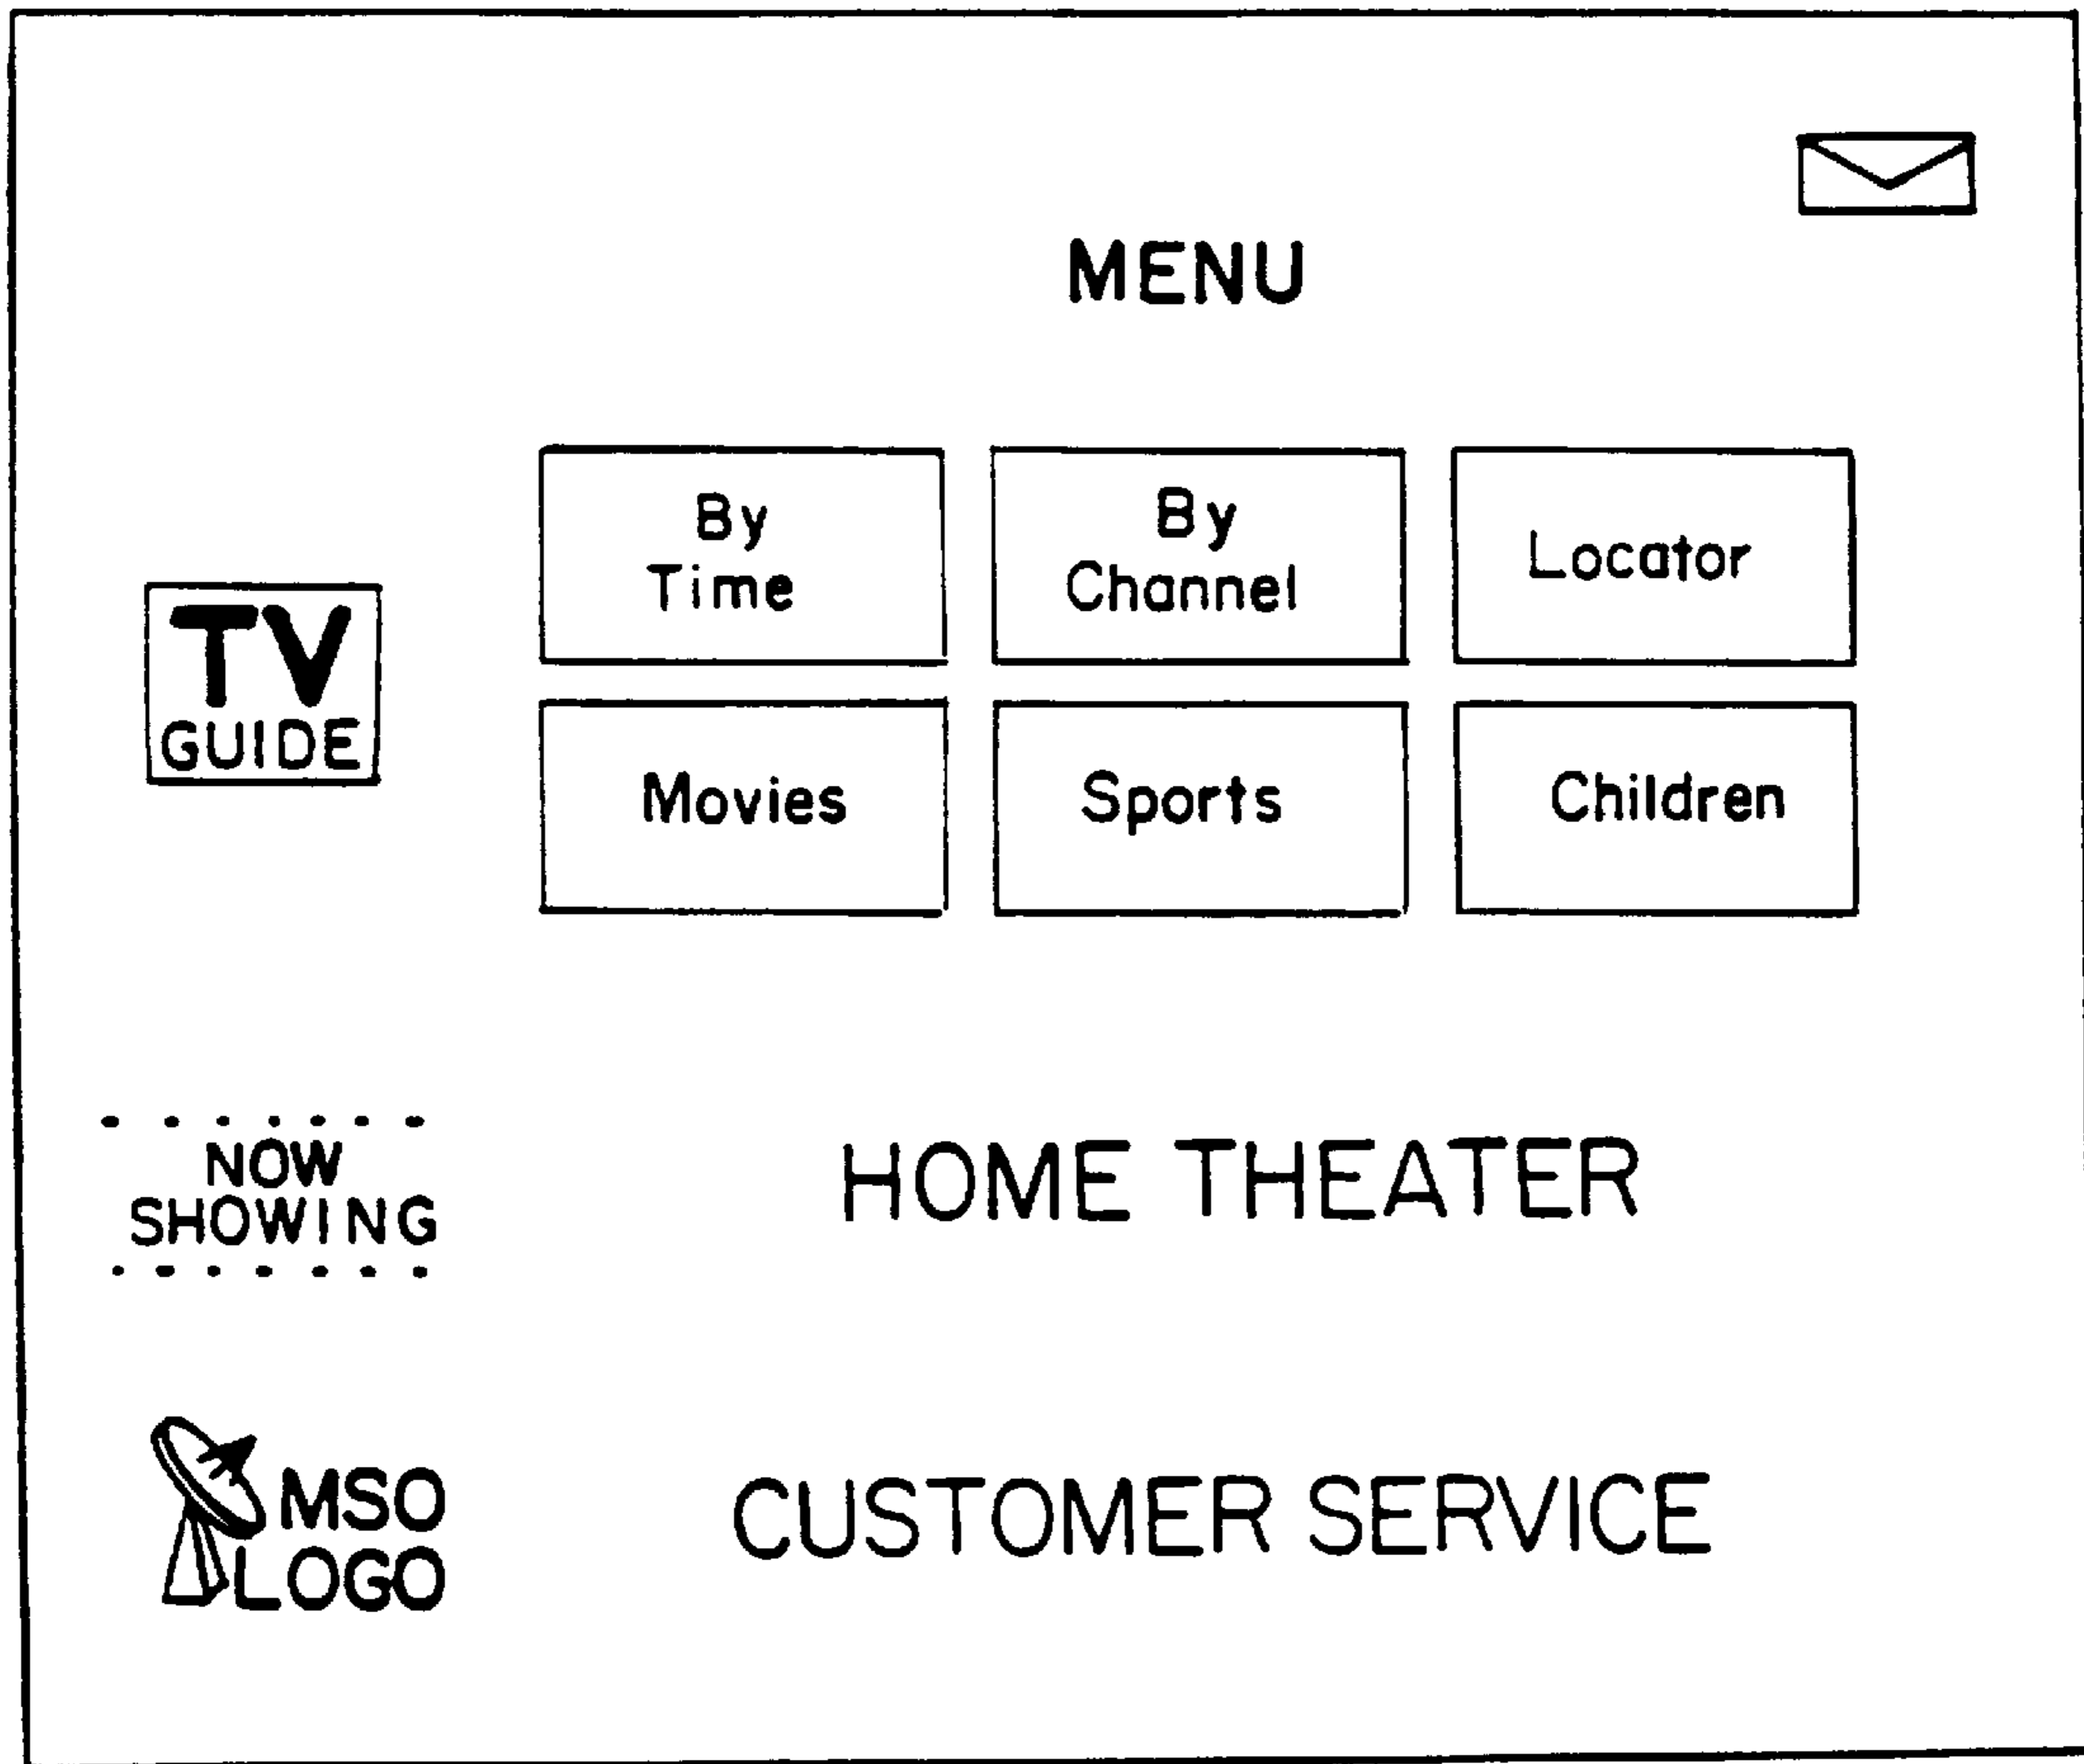 MENU
By
Time
By
Channel
Locator
TV
GUIDE
Movies
Sports
Children
NOW
SHOWING
HOME THEATER
MSO
LOGO
CUSTOMER SERVICE